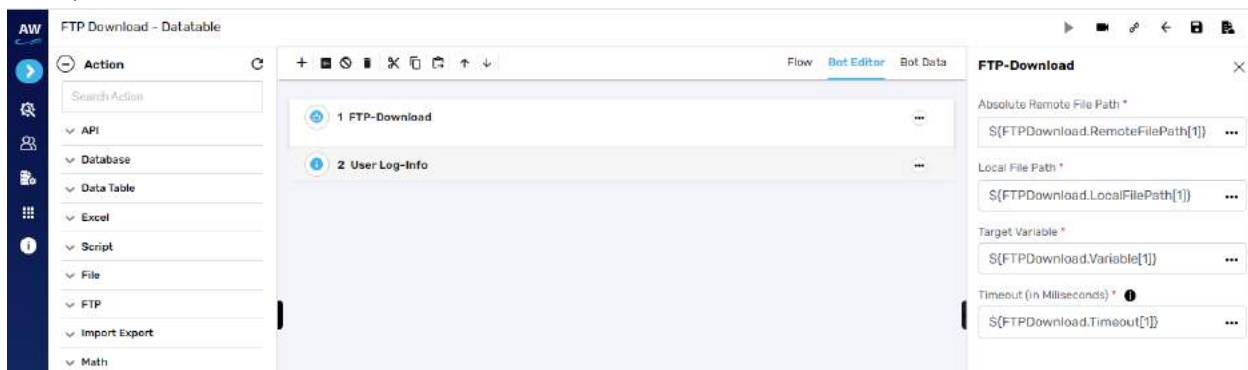 AW
FTP Download - Datatable
Action
Search Action
API
Database
Data Table
Excel
Script
File
FTP
Import Export
Math
Flow Bot Editor Bot Data
1 FTP-Download
2 User Log-Info
FTP-Download
Absolute Remote File Path *
${FTPDownload.RemoteFilePath[1]}
Local File Path *
${FTPDownload.LocalFilePath[1]}
Target Variable *
${FTPDownload.Variable[1]}
Timeout (in Miliseconds) *
${FTPDownload.Timeout[1]}